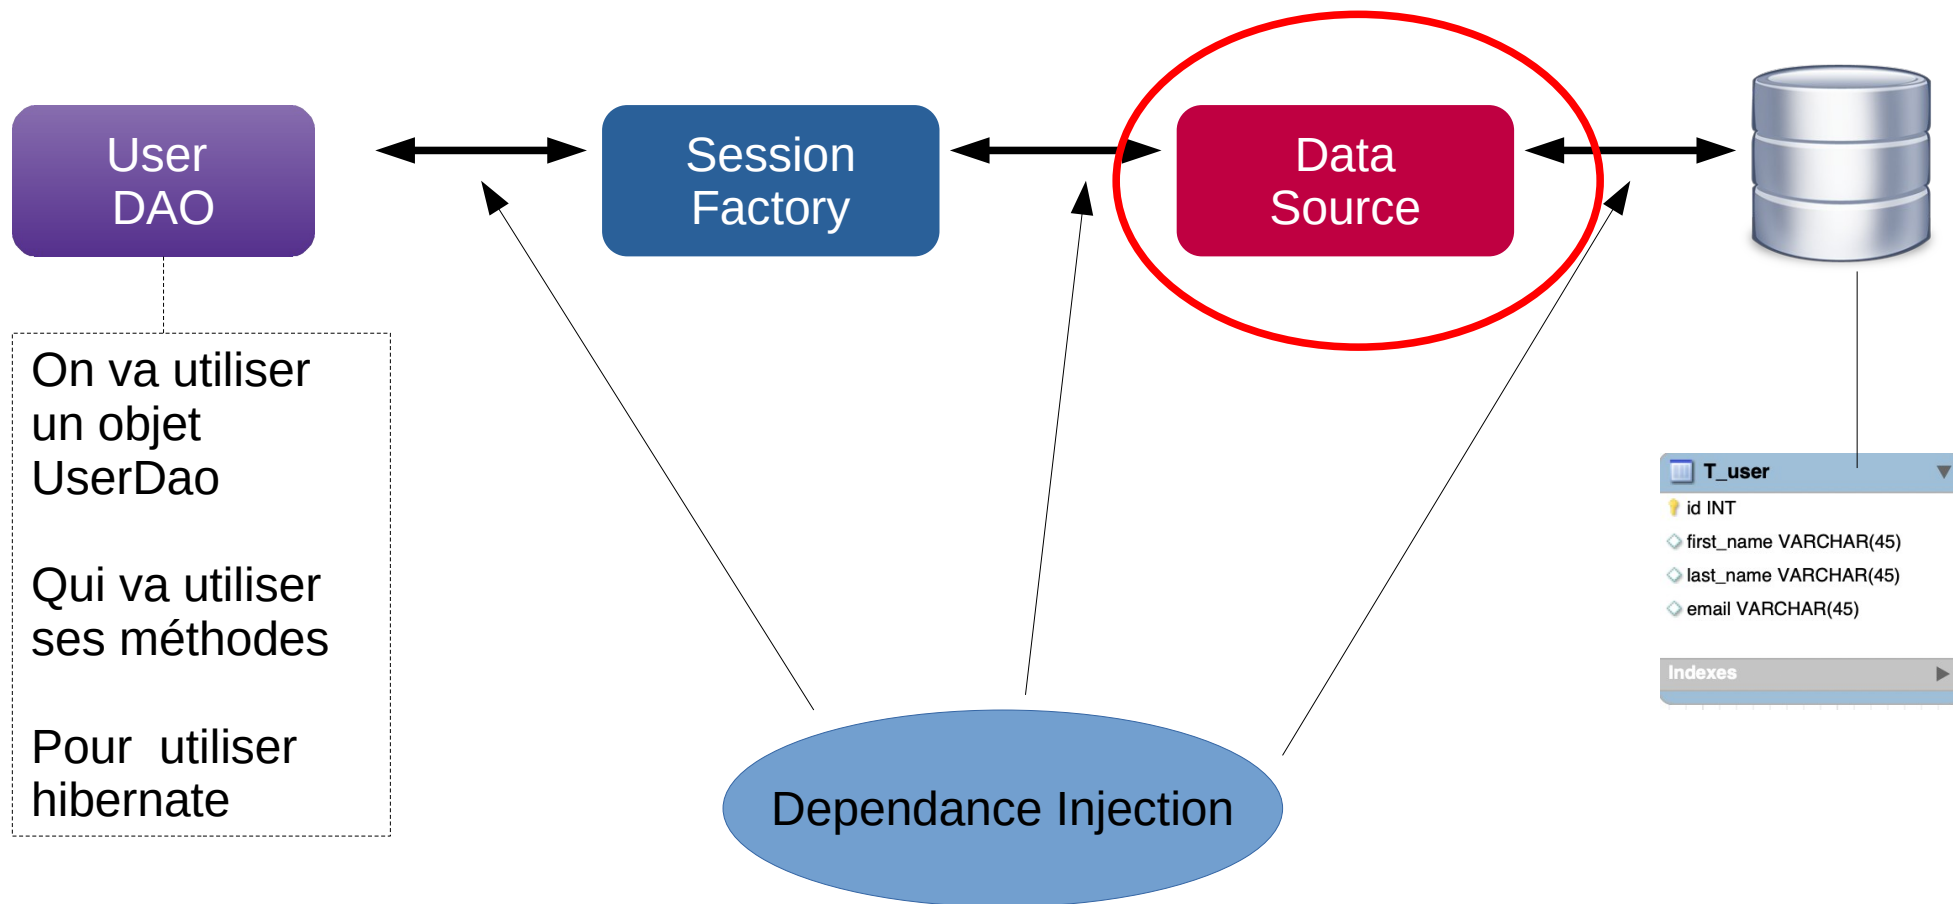 User
DAO
Session
Factory
Data
Source
On va utiliser
un objet
UserDao
Qui va utiliser
ses méthodes
Pour  utiliser
hibernate
T_user
id INT
first_name VARCHAR(45)
last_name VARCHAR(45)
email VARCHAR(45)
Indexes
Dependance Injection